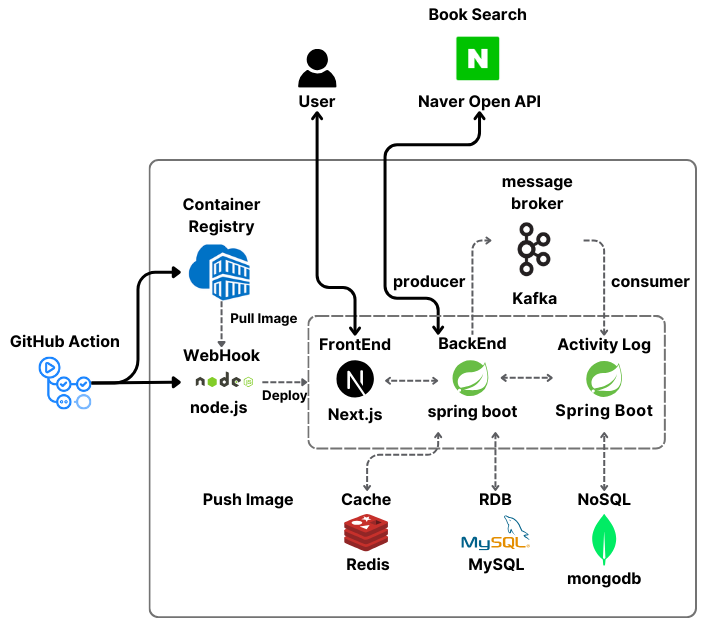 Book Search
N
User
Naver Open API
message
broker
Container
Registry
producer
consumer
Kafka
Pull Image
GitHub Action
WebHook
node
JS
node.js
Deploy
FrontEnd
N
Next.js
BackEnd
spring boot
Activity Log
Spring Boot
Push Image
Cache
Redis
RDB
MySQL
MySQL
NoSQL
mongodb